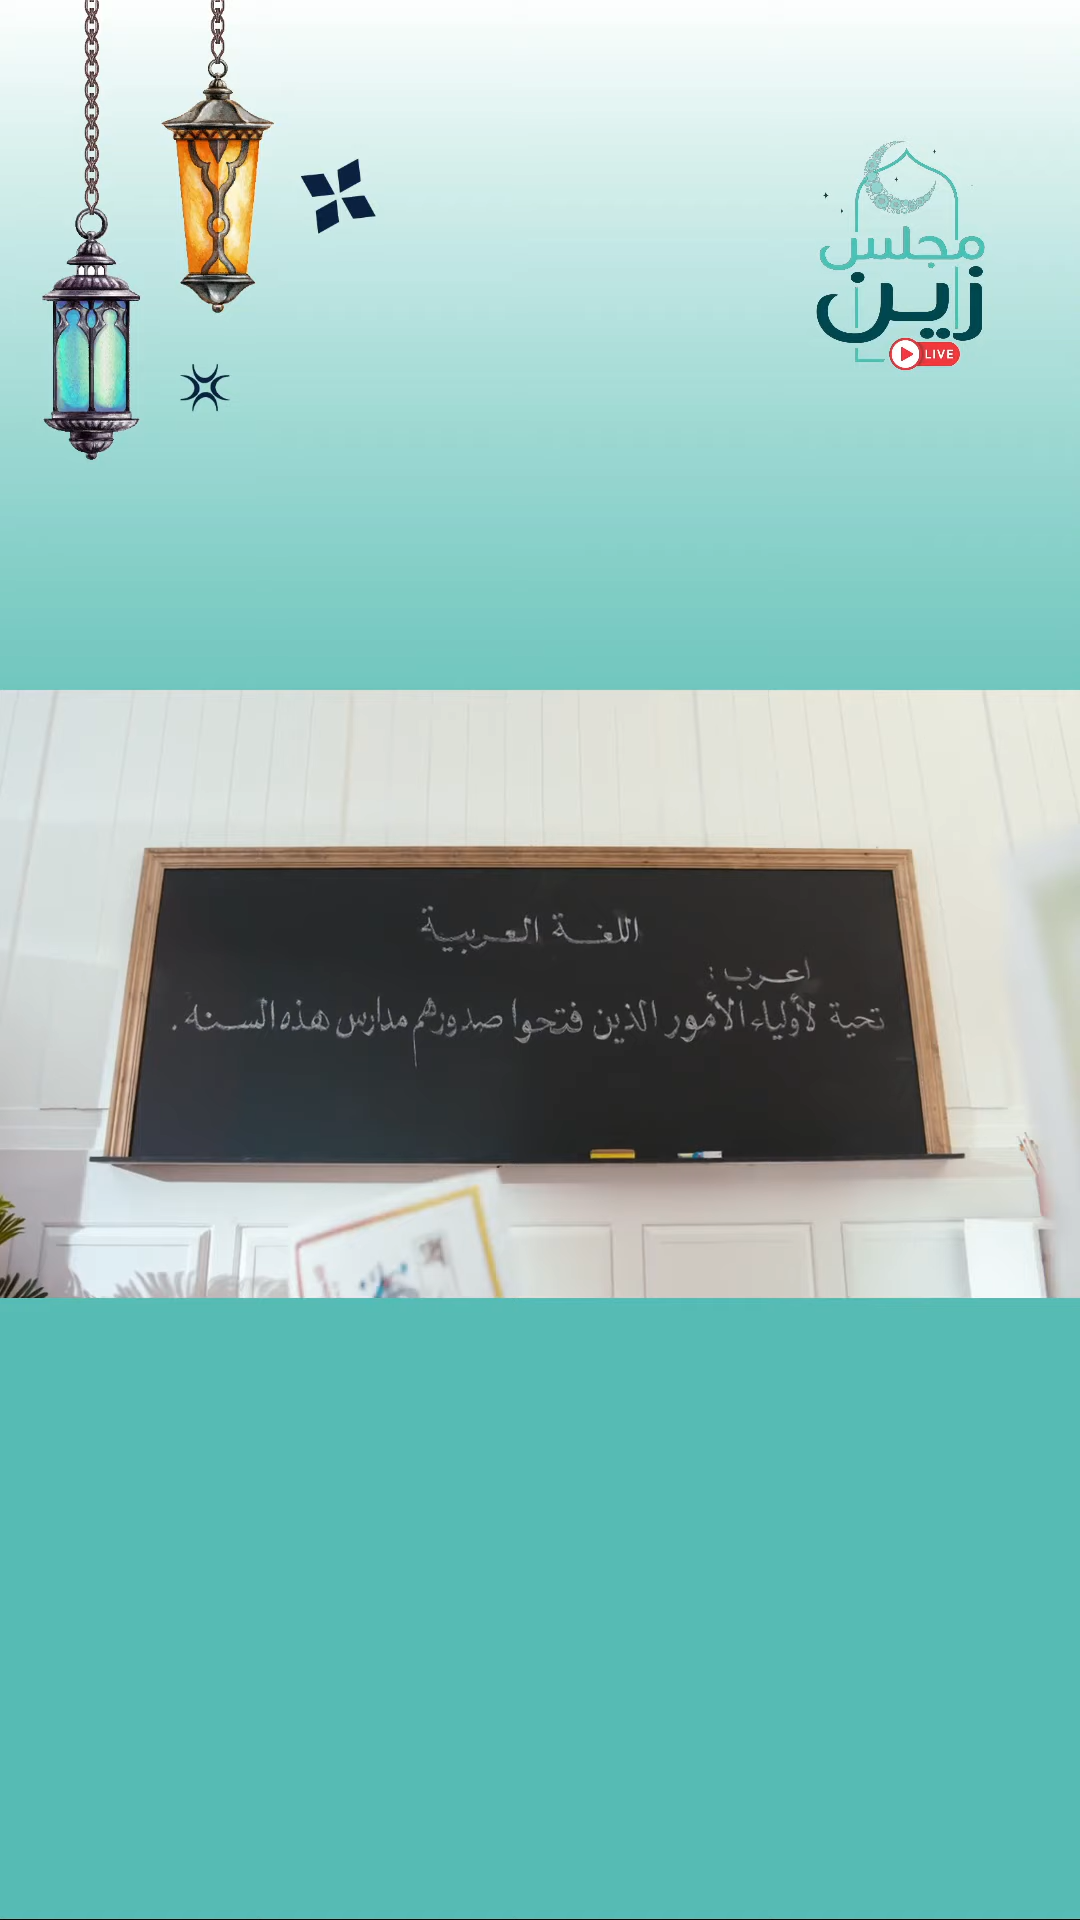 مجلس
زين
LIVE
اللغة العربية
اعرب :
تحية لأولياء الأمور الذين فتحوا صدورهم مدارس هذه السنه .